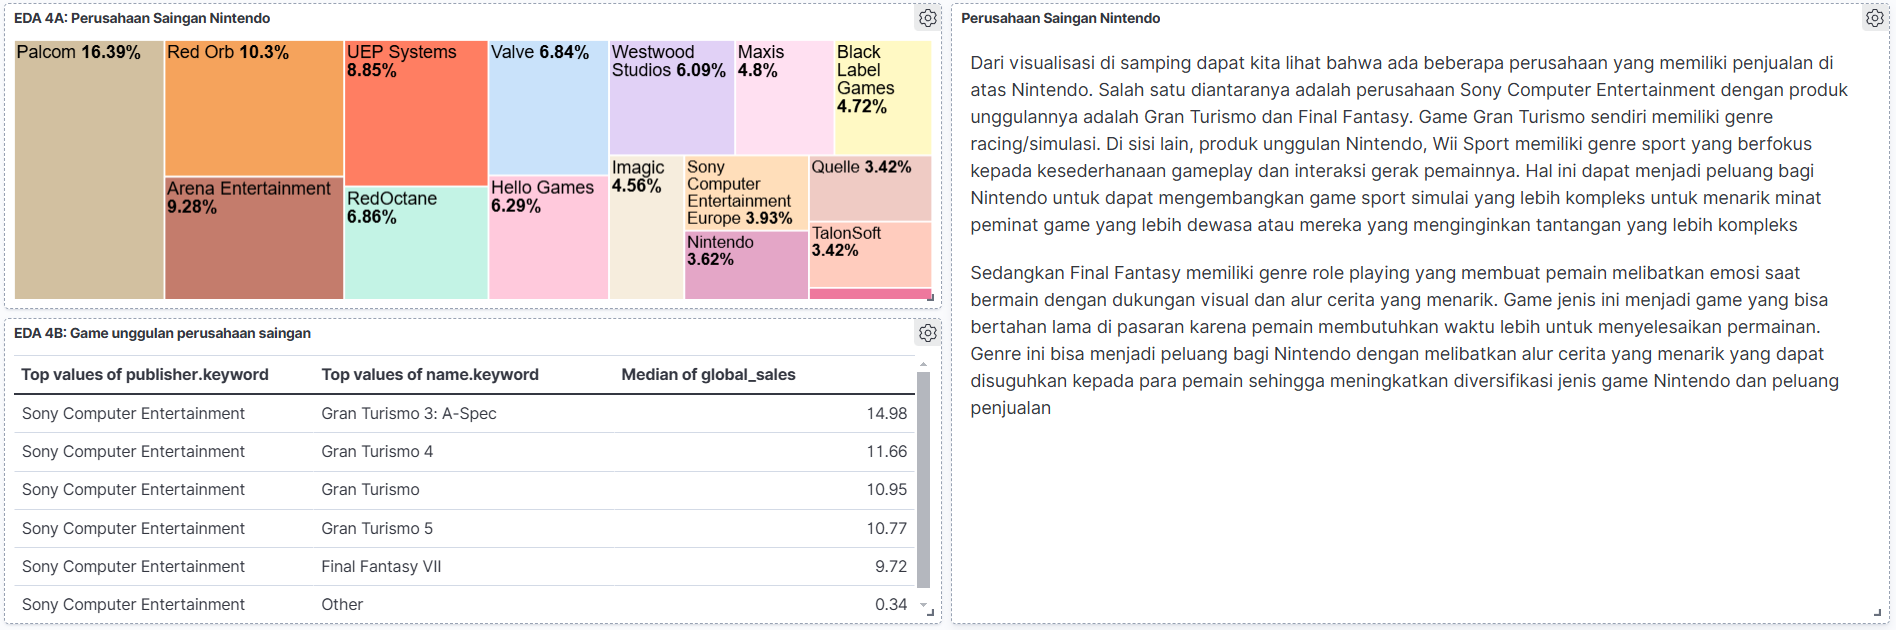 EDA 4A: Perusahaan Saingan Nintendo
Palcom 16.39%
Red Orb 10.3%
Arena Entertainment
9.28%
UEP Systems
8.85%
RedOctane
6.86%
Valve 6.84%
Hello Games
6.29%
Westwood
Studios 6.09%
Maxis
4.8%
Black
Label
Games
4.72%
Imagic
4.56%
Sony
Computer
Entertainment
Europe 3.93%
Nintendo
3.62%
Quelle 3.42%
TalonSoft
3.42%
EDA 4B: Game unggulan perusahaan saingan
Top values of publisher.keyword Top values of name.keyword Median of global_sales
Sony Computer Entertainment Gran Turismo 3: A-Spec 14.98
Sony Computer Entertainment Gran Turismo 4 11.66
Sony Computer Entertainment Gran Turismo 10.95
Sony Computer Entertainment Gran Turismo 5 10.77
Sony Computer Entertainment Final Fantasy VII 9.72
Sony Computer Entertainment Other 0.34
Perusahaan Saingan Nintendo
Dari visualisasi di samping dapat kita lihat bahwa ada beberapa perusahaan yang memiliki penjualan di
atas Nintendo. Salah satu diantaranya adalah perusahaan Sony Computer Entertainment dengan produk
unggulannya adalah Gran Turismo dan Final Fantasy. Game Gran Turismo sendiri memiliki genre
racing/simulasi. Di sisi lain, produk unggulan Nintendo, Wii Sport memiliki genre sport yang berfokus
kepada kesederhanaan gameplay dan interaksi gerak pemainnya. Hal ini dapat menjadi peluang bagi
Nintendo untuk dapat mengembangkan game sport simulai yang lebih kompleks untuk menarik minat
peminat game yang lebih dewasa atau mereka yang menginginkan tantangan yang lebih kompleks
Sedangkan Final Fantasy memiliki genre role playing yang membuat pemain melibatkan emosi saat
bermain dengan dukungan visual dan alur cerita yang menarik. Game jenis ini menjadi game yang bisa
bertahan lama di pasaran karena pemain membutuhkan waktu lebih untuk menyelesaikan permainan.
Genre ini bisa menjadi peluang bagi Nintendo dengan melibatkan alur cerita yang menarik yang dapat
disuguhkan kepada para pemain sehingga meningkatkan diversifikasi jenis game Nintendo dan peluang
penjualan